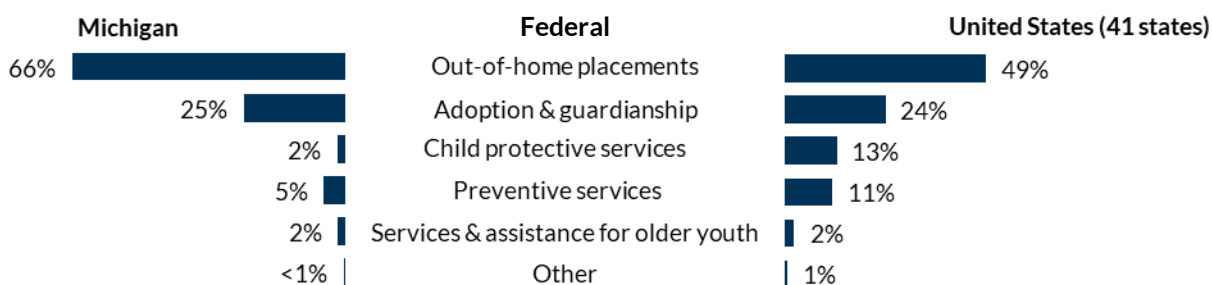 Michigan Federal United States (41 states)
66% Out-of-home placements 49%
25% Adoption & guardianship 24%
2% Child protective services 13%
5% Preventive services 11%
2% Services & assistance for older youth 2%
<1% Other 1%